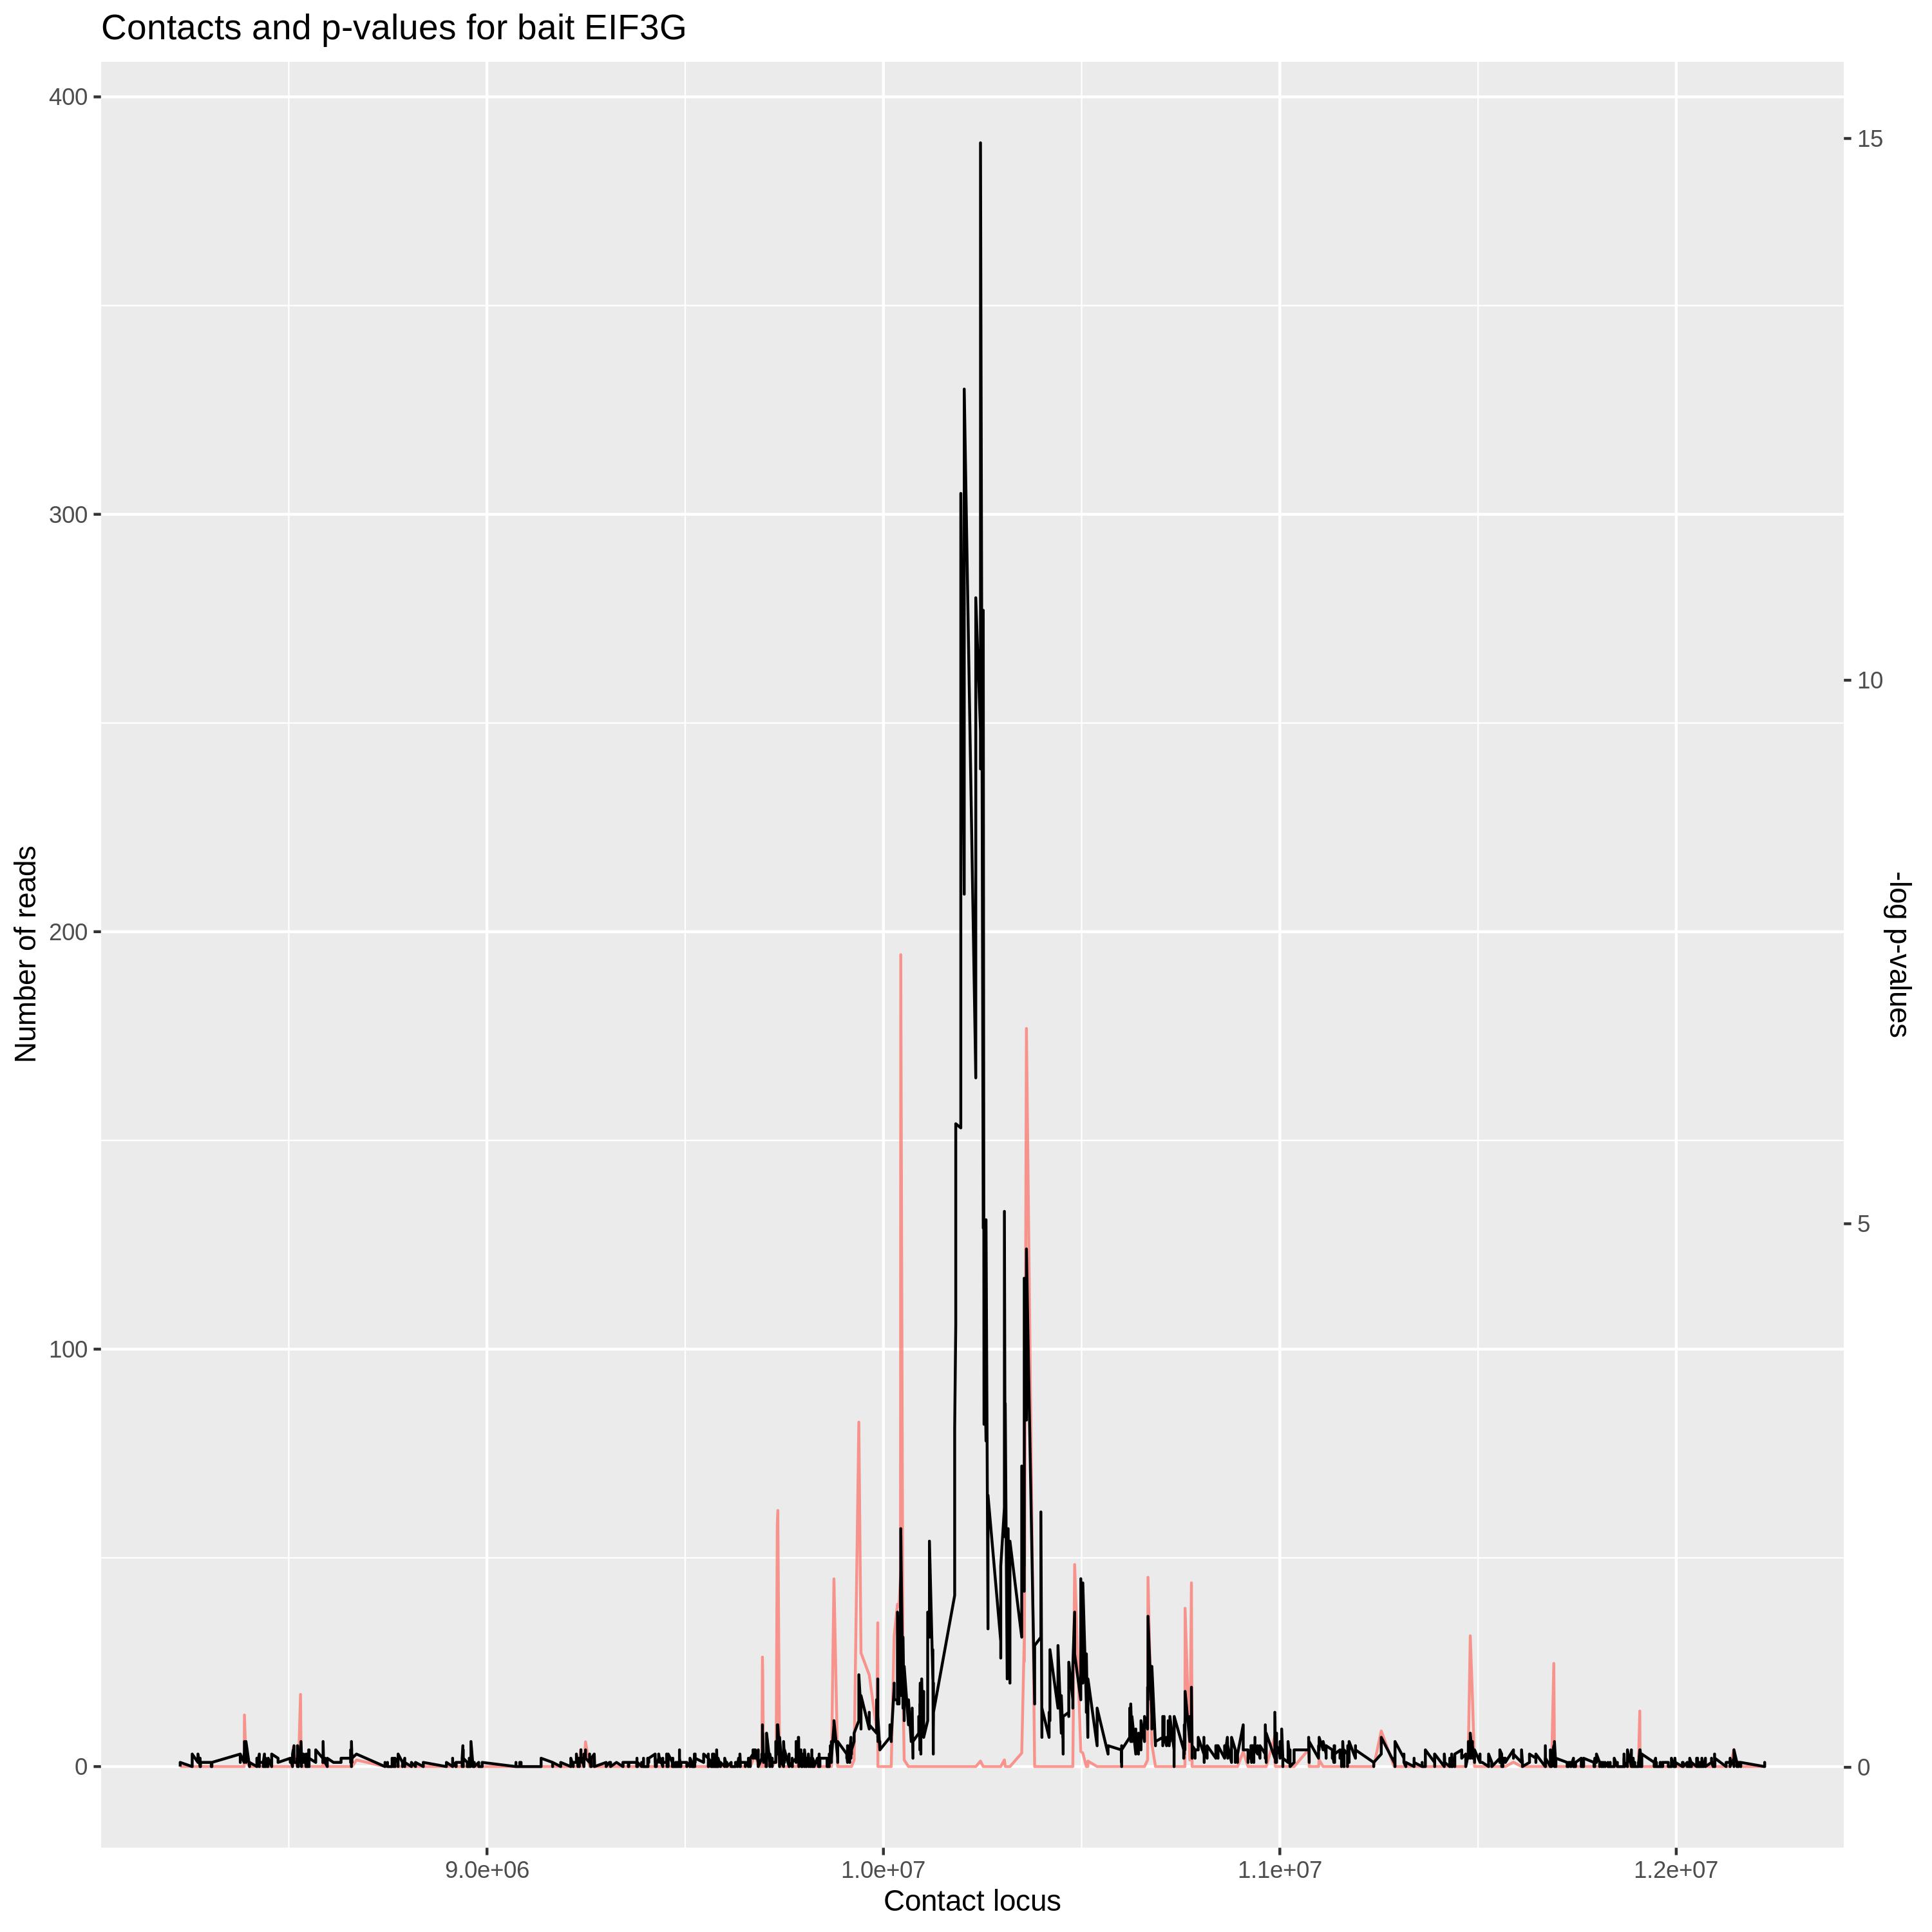 Contacts and p-values for bait EIF3G
400
300
200
100
0
15
10
5
0
Number of reads
-log p-values
9.0e+06
1.0e+07
1.1e+07
1.2e+07
Contact locus